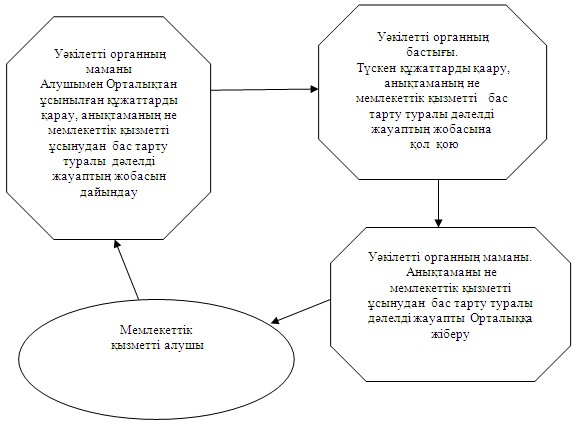 Уәкілетті органның
маманы
Алушымен Орталықтан
ұсынылған құжаттарды
қарау, анықтаманың не
мемлекеттік қызметті
ұсынудан бас тарту
туралы дәлелді
жауаптың жобасын
дайындау
Уәкілетті органның
бастығы.
Түскен құжаттарды қаару,
анықтаманың не
мемлекеттік қызметті бас
тарту туралы дәлелді
жауаптың жобасына
қол қою
Уәкілетті органның маманы.
Анықтаманы не
мемлекеттік қызметті
ұсынудан бас тарту туралы
дәлелді жауапты Орталыққа
жіберу
Мемлекеттік
қызметті алушы